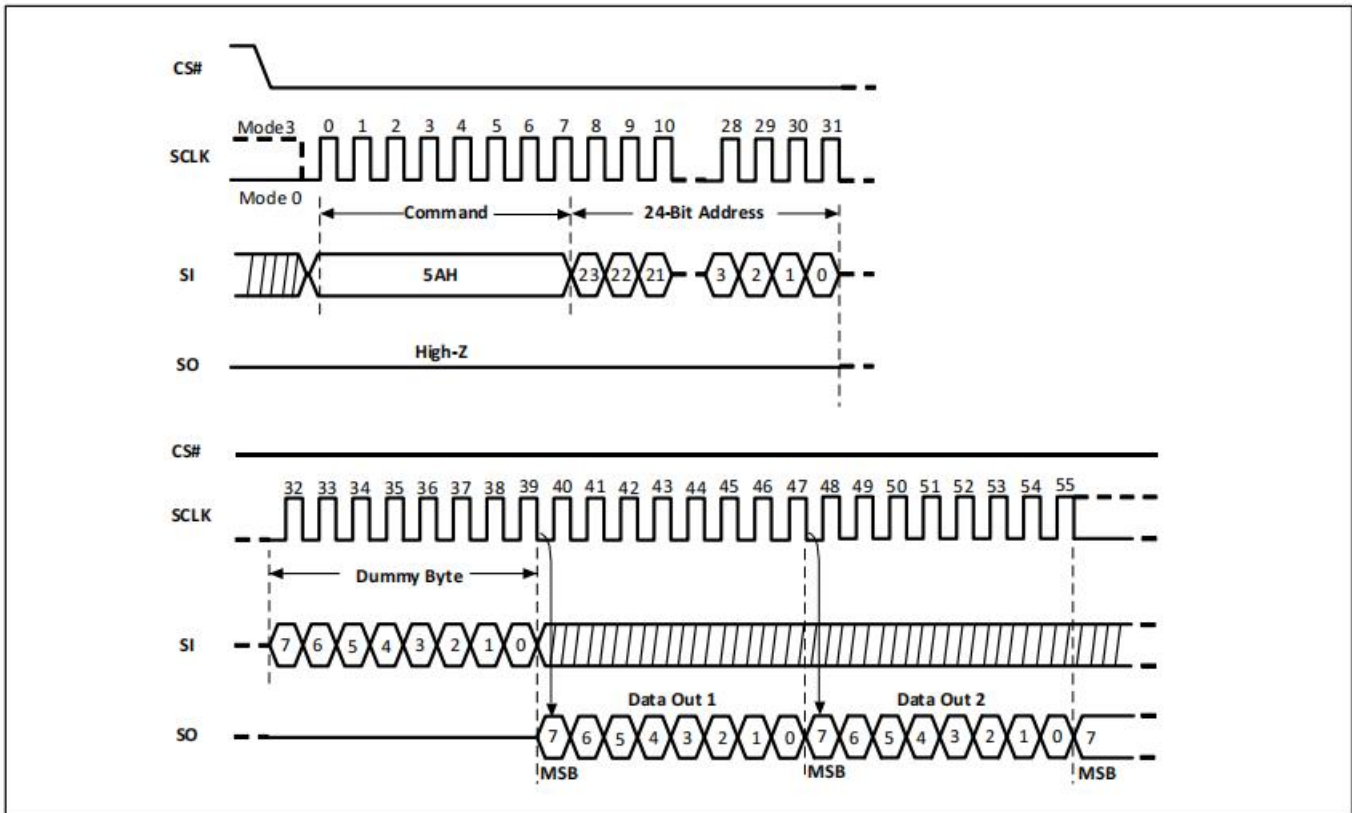 CS#
Mode3 0 1 2 3 4 5 6 7 8 9 10 28 29 30 31
SCLK
Mode 0
Command 24-Bit Address
SI 5AH 23 22 21 3 2 1 0
High-Z
SO
CS#
32 33 34 35 36 37 38 39 40 41 42 43 44 45 46 47 48 49 50 51 52 53 54 55
SCLK
Dummy Byte
SI 7 6 5 4 3 2 1 0
Data Out 1 Data Out 2
SO 7 6 5 4 3 2 1 0 7 6 5 4 3 2 1 0 7
MSB MSB MSB